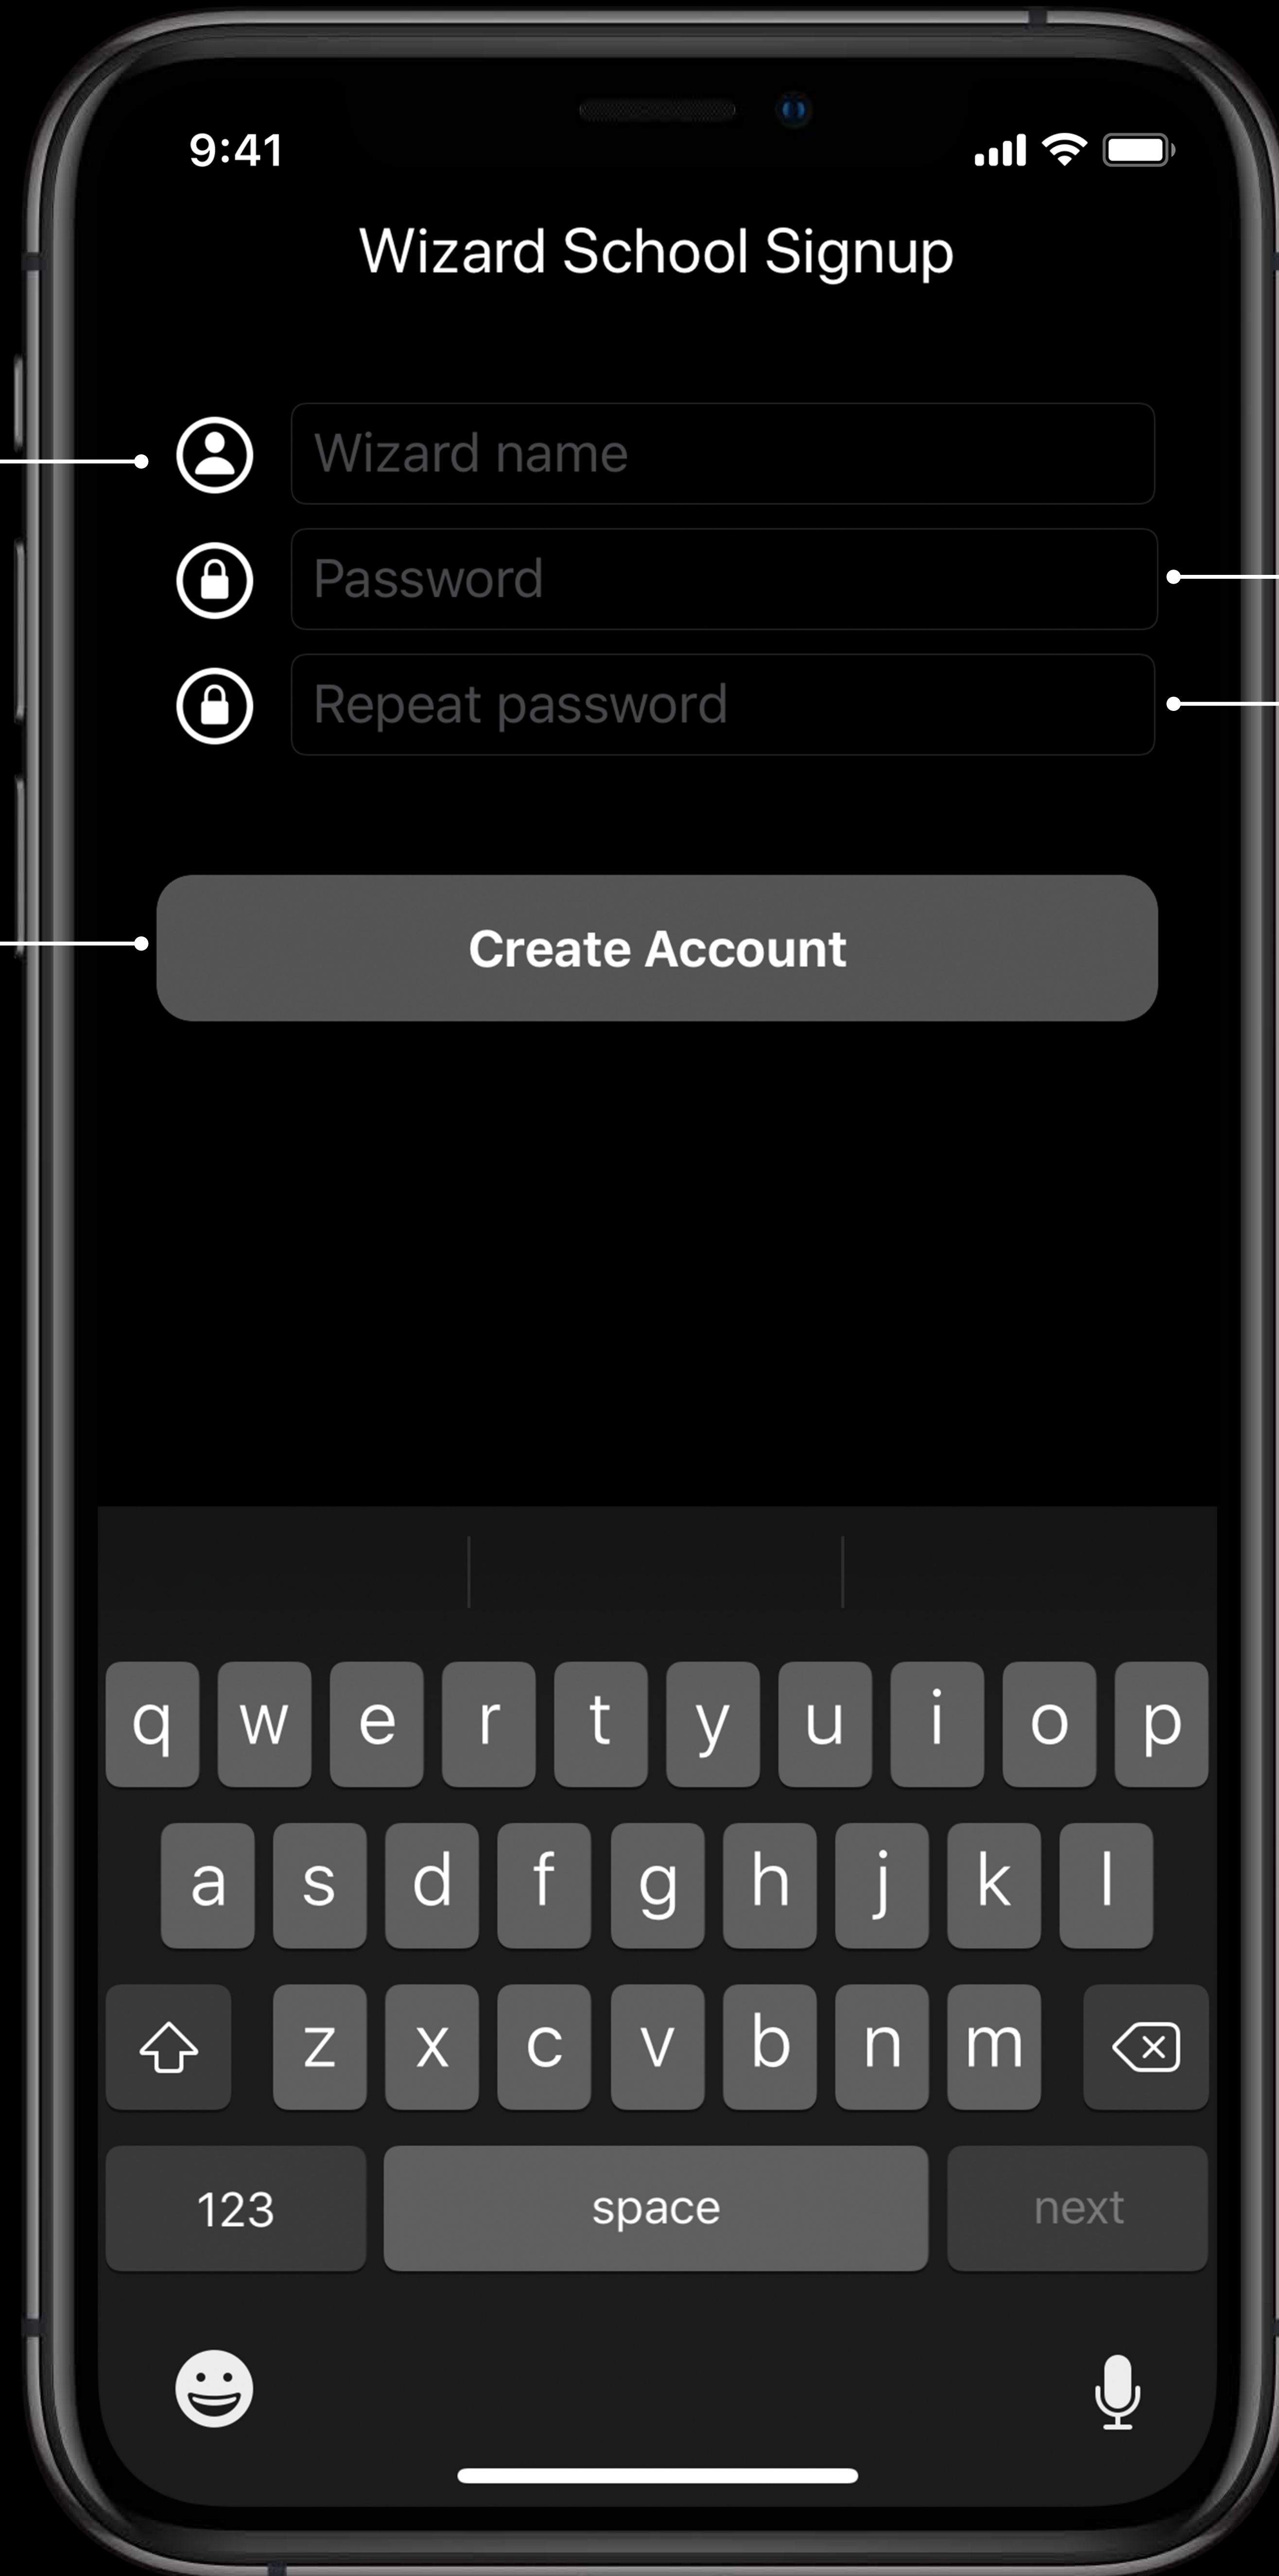 9:41
Wizard School Signup
Wizard name
Password
Repeat password
Create Account
q w e r t y u i o p
a s d f g h j k l
z x c v b n m
123 space next